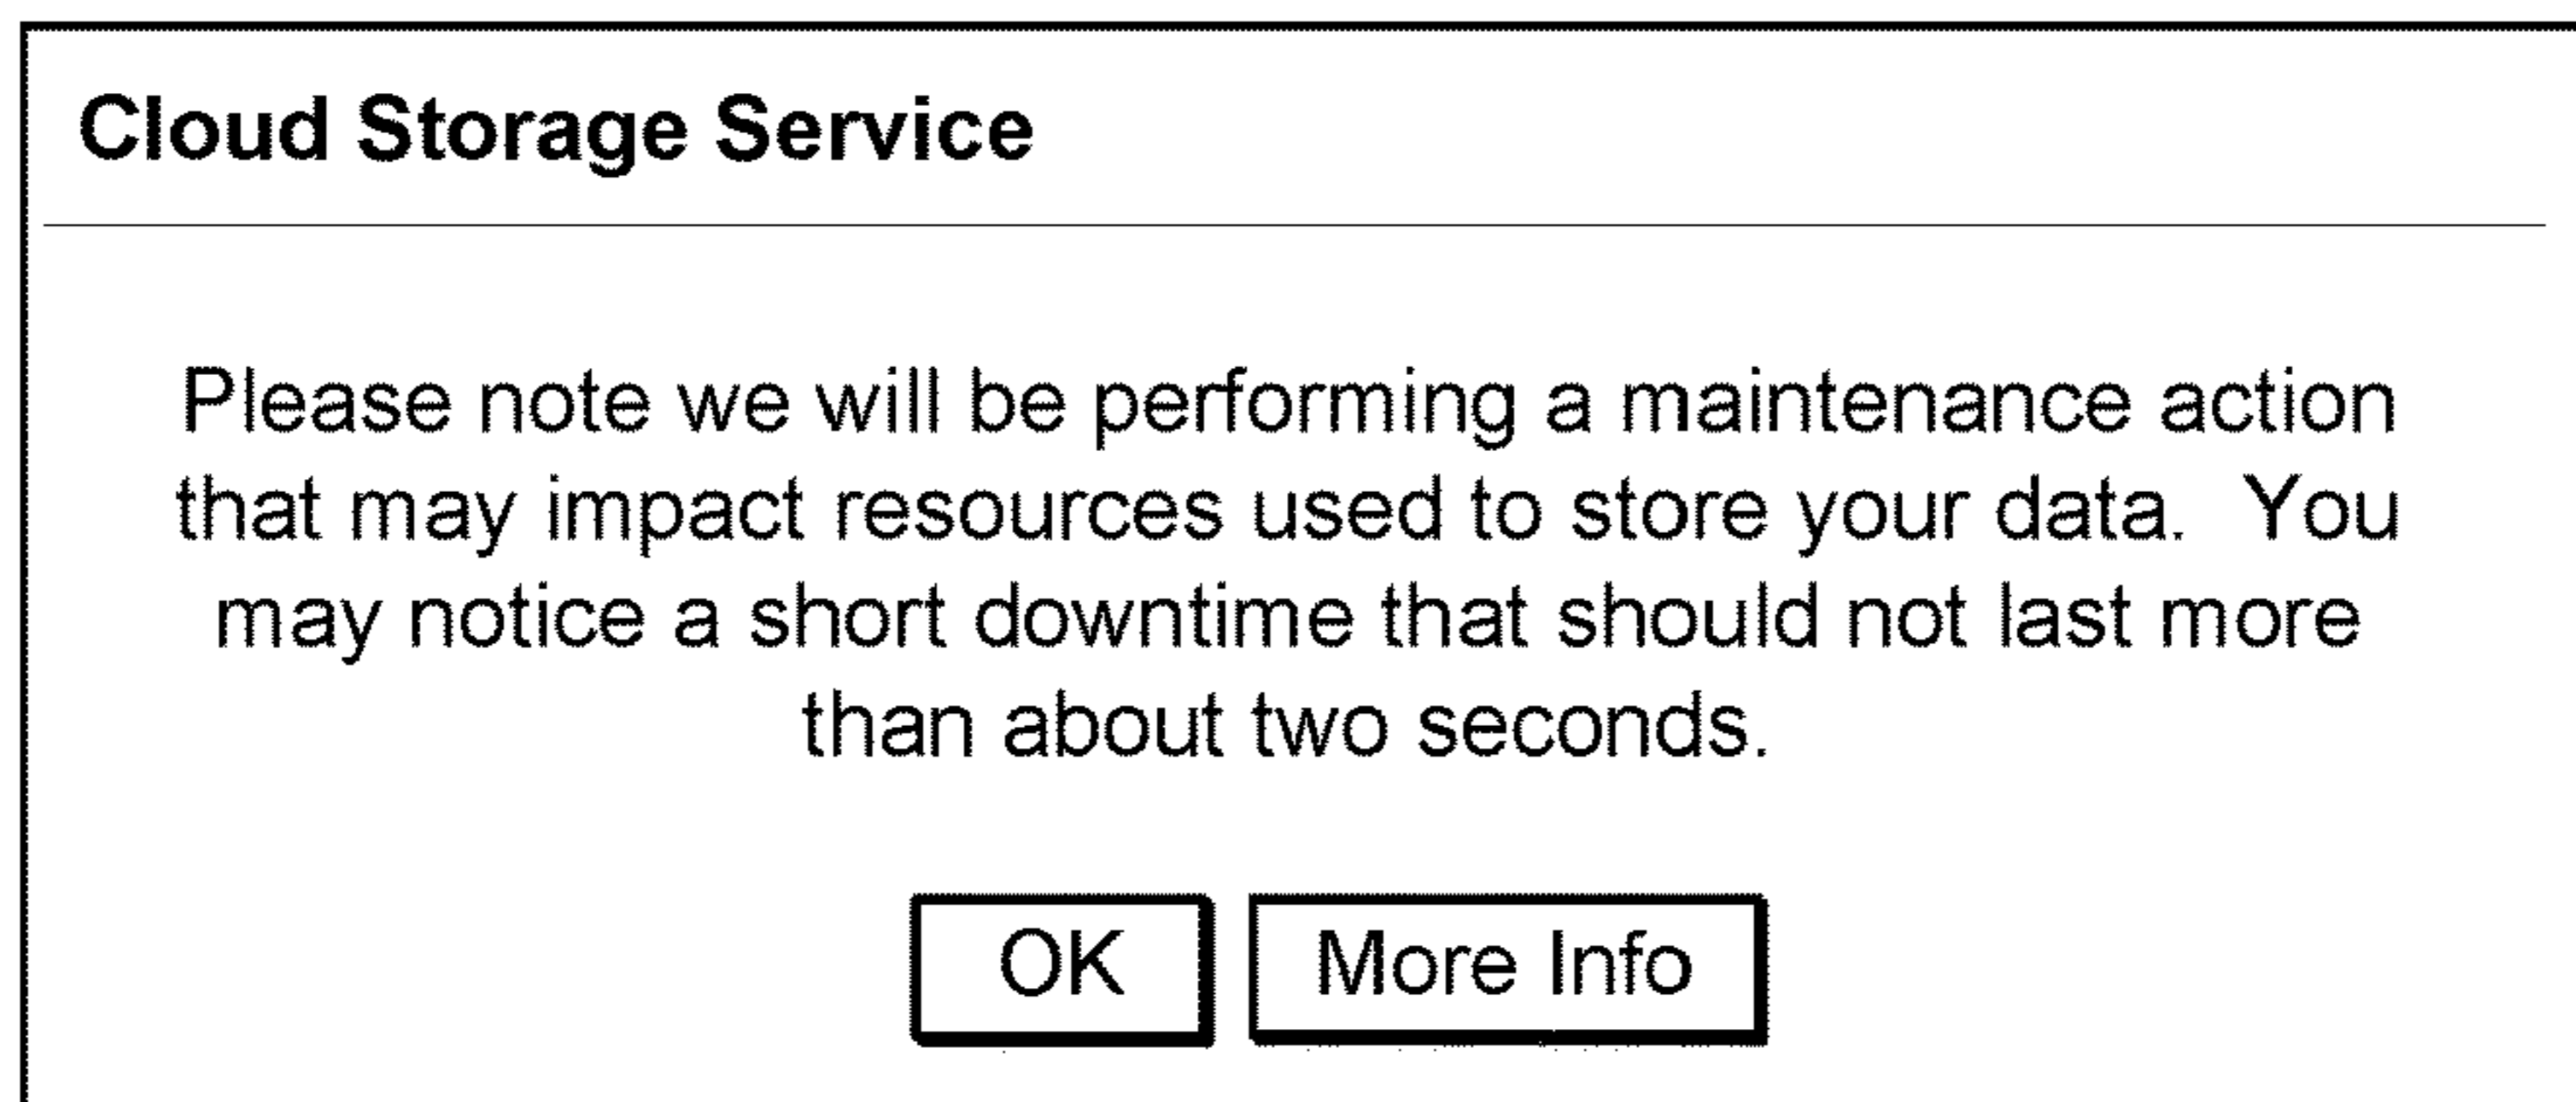 Cloud Storage Service
Please note we will be performing a maintenance action
that may impact resources used to store your data.  You
may notice a short downtime that should not last more
than about two seconds.
OK
More Info